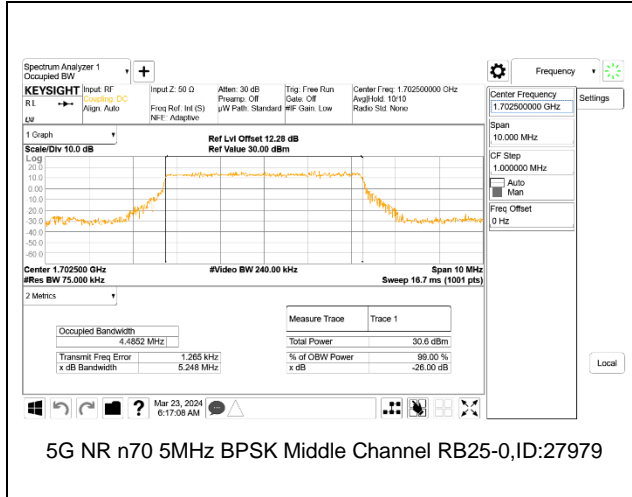 Spectrum Analyzer 1
Occupied BW
Frequency
KEYSIGHT
R L
Input: RF
Coupling: DC
Align: Auto
Input Z: 50 Ω
Freq Ref: Int (S)
NFE: Adaptive
Atten: 30 dB
Preamp: Off
µW Path: Standard
Trig: Free Run
Gate: Off
#IF Gain: Low
Center Freq: 1.702500000 GHz
Avg|Hold: 10/10
Radio Std: None
Center Frequency
1.702500000 GHz
Settings
Span
10.000 MHz
CF Step
1.000000 MHz
Auto
Man
Freq Offset
0 Hz
Local
1 Graph
Scale/Div 10.0 dB
Ref Lvl Offset 12.28 dB
Ref Value 30.00 dBm
Log
20.0
10.0
0.00
-10.0
-20.0
-30.0
-40.0
-50.0
-60.0
Center 1.702500 GHz
#Video BW 240.00 kHz
Span 10 MHz
#Res BW 75.000 kHz
Sweep 16.7 ms (1001 pts)
2 Metrics
Measure Trace
Trace 1
Occupied Bandwidth
4.4852 MHz
Total Power
30.6 dBm
Transmit Freq Error
1.265 kHz
% of OBW Power
99.00 %
x dB Bandwidth
5.248 MHz
x dB
-26.00 dB
Mar 23, 2024
6:17:08 AM
5G NR n70 5MHz BPSK Middle Channel RB25-0,ID:27979